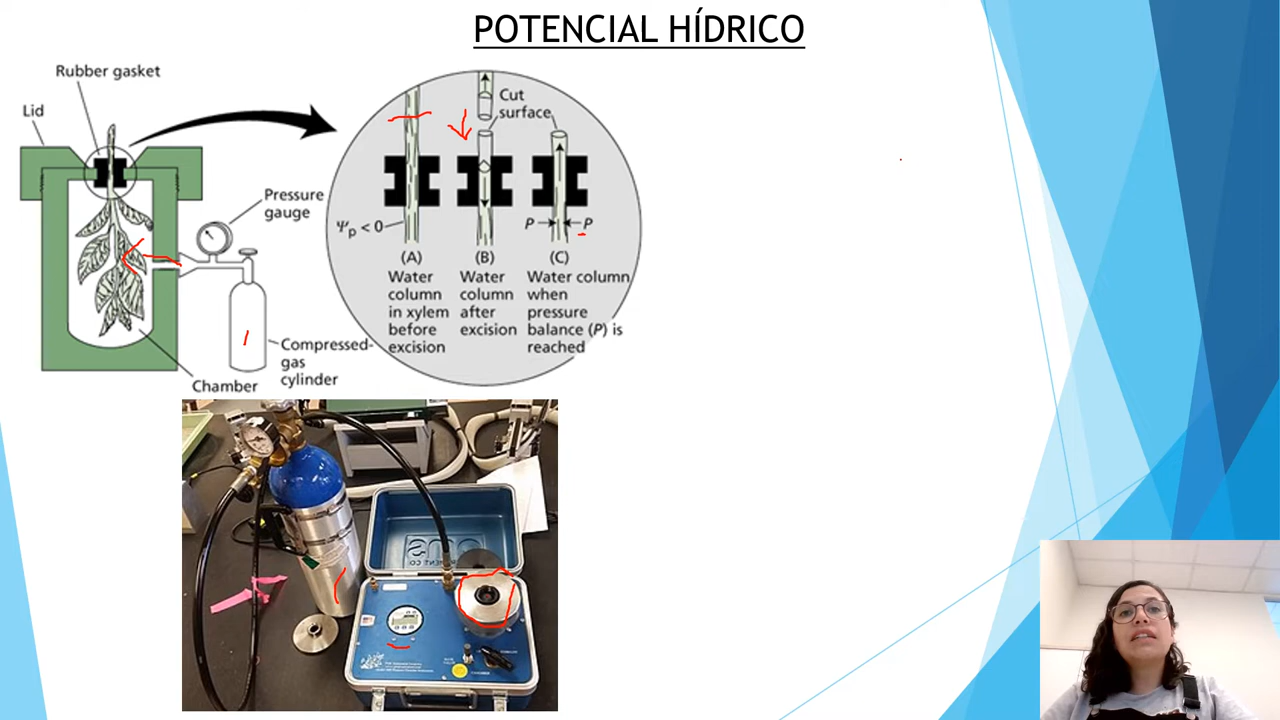 POTENCIAL HÍDRICO
Rubber gasket
Lid
Pressure
gauge
Compressed-
gas
cylinder
Chamber
Cut
surface
Ψp < 0
P
P
(A)
Water
column
in xylem
before
excision
(B)
Water
column
after
excision
(C)
Water column
when
pressure
balance (P) is
reached